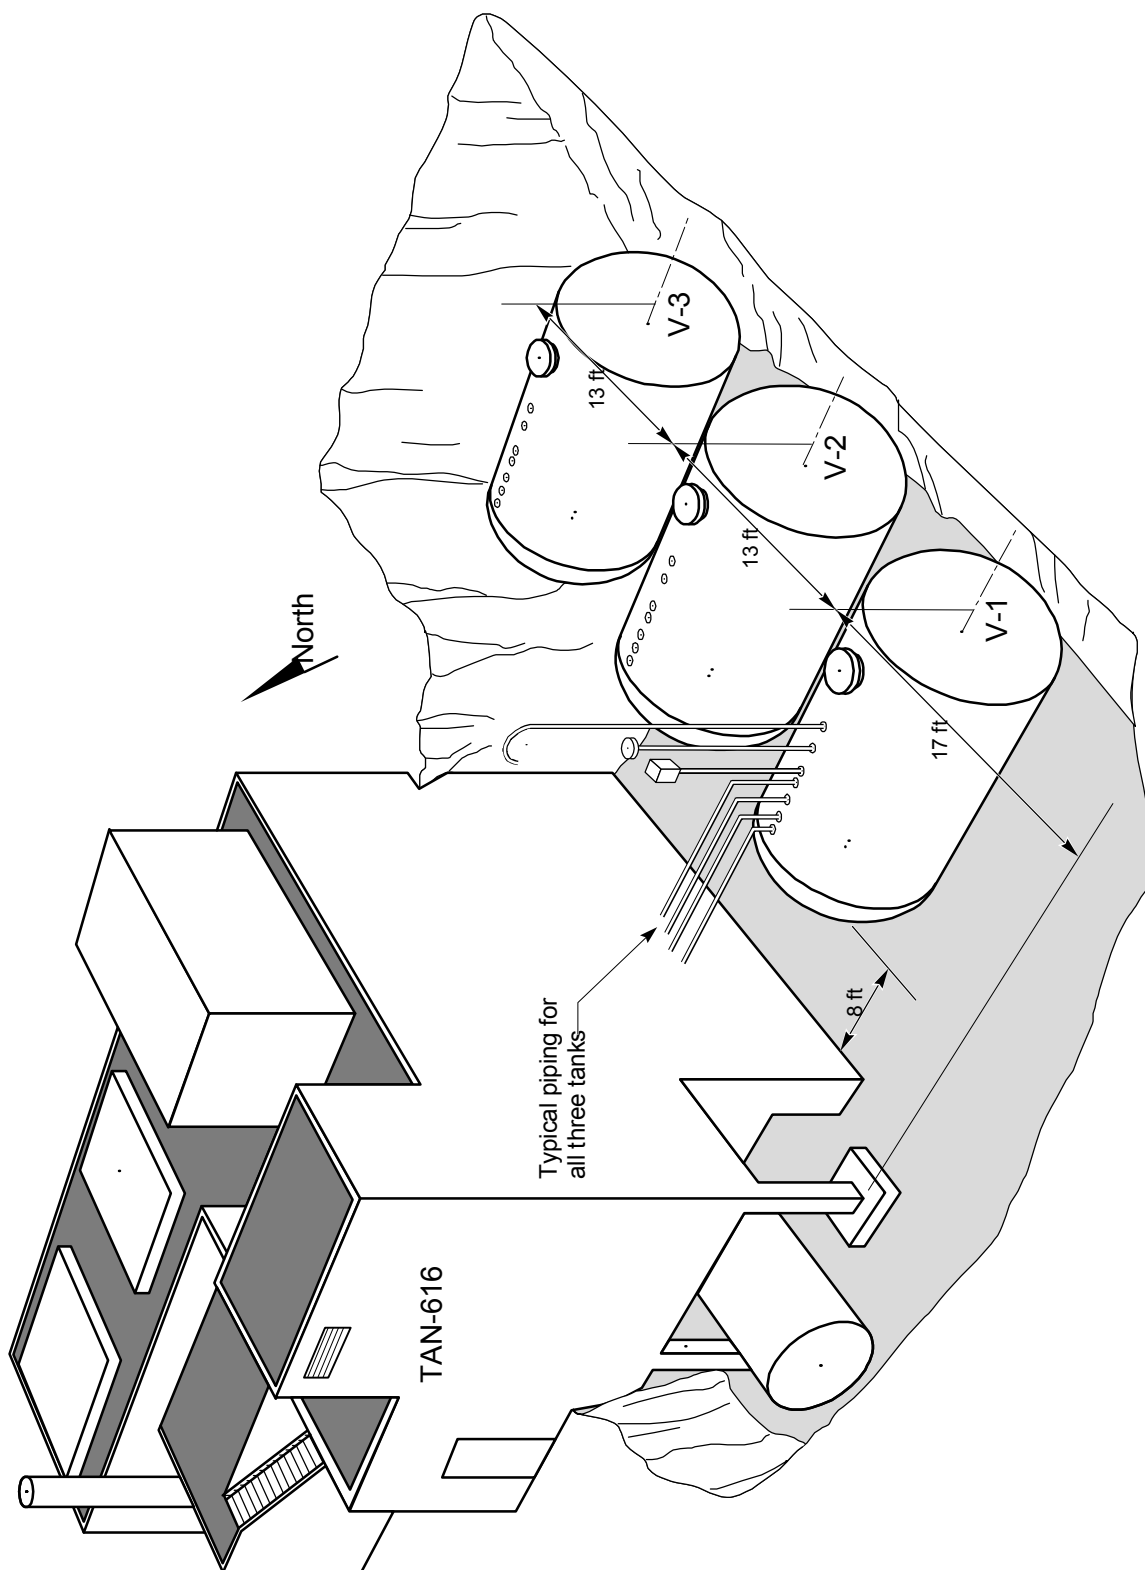 V-3
13 ft
V-2
13 ft
North
V-1
17 ft
Typical piping for
all three tanks
8 ft
TAN-616